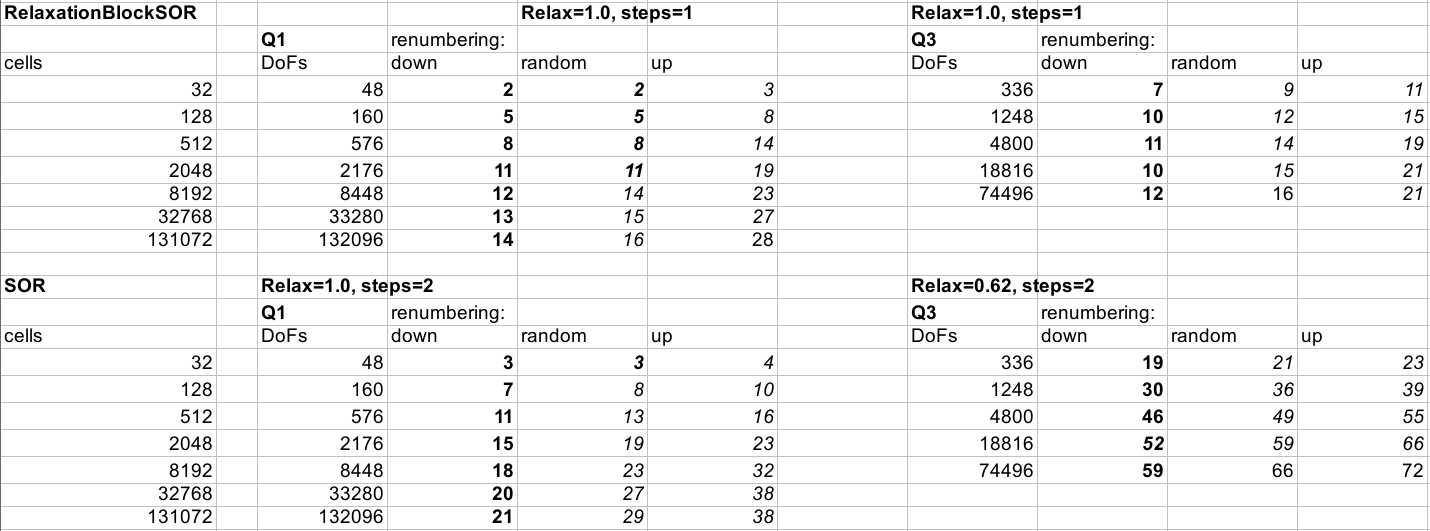 RelaxationBlockSOR Relax=1.0, steps=1 Relax=1.0, steps=1
Q1 renumbering: Q3 renumbering:
cells DoFs down random up DoFs down random up
32 48 2 2 3 336 7 9 11
128 160 5 5 8 1248 10 12 15
512 576 8 8 14 4800 11 14 19
2048 2176 11 11 19 18816 10 15 21
8192 8448 12 14 23 74496 12 16 21
32768 33280 13 15 27
131072 132096 14 16 28
SOR Relax=1.0, steps=2 Relax=0.62, steps=2
Q1 renumbering: Q3 renumbering:
cells DoFs down random up DoFs down random up
32 48 3 3 4 336 19 21 23
128 160 7 8 10 1248 30 36 39
512 576 11 13 16 4800 46 49 55
2048 2176 15 19 23 18816 52 59 66
8192 8448 18 23 32 74496 59 66 72
32768 33280 20 27 38
131072 132096 21 29 38